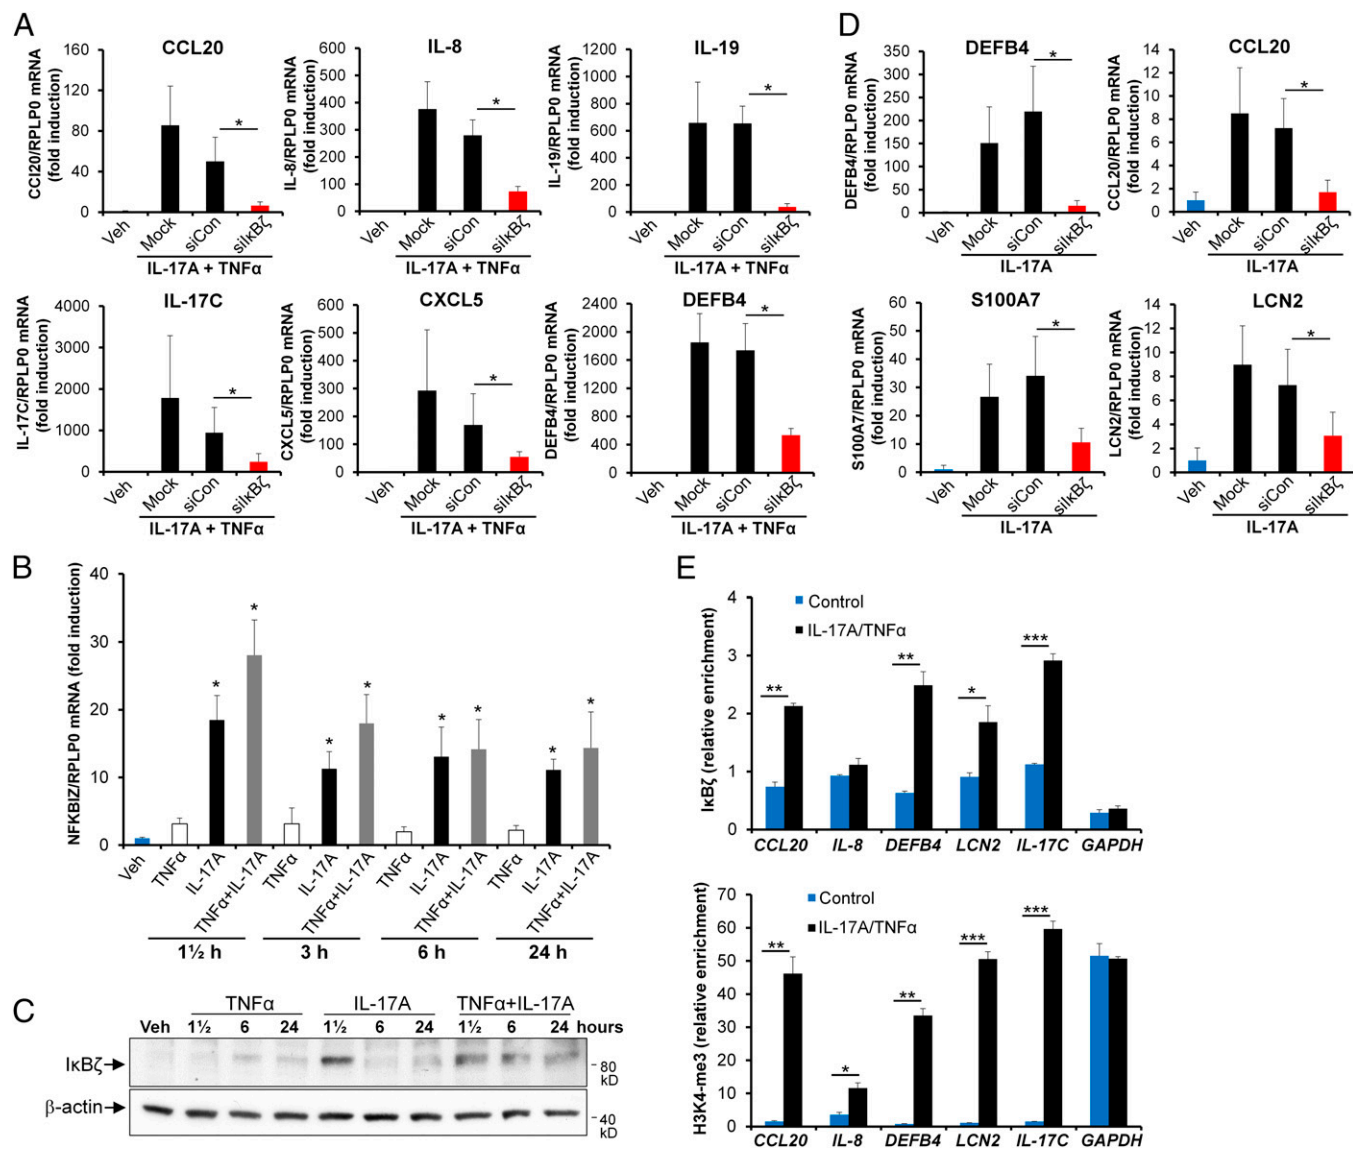 A
CCL20
CCl20/RPLP0 mRNA
(fold induction)
160
120
80
40
0
*
Veh
Mock
siCon
siIκBζ
IL-17A + TNFα
IL-8
IL-8/RPLP0 mRNA
(fold induction)
600
500
400
300
200
100
0
*
Veh
Mock
siCon
siIκBζ
IL-17A + TNFα
IL-19
IL-19/RPLP0 mRNA
(fold induction)
1200
1000
800
600
400
200
0
*
Veh
Mock
siCon
siIκBζ
IL-17A + TNFα
IL-17C
IL-17C/RPLP0 mRNA
(fold induction)
4000
3000
2000
1000
0
*
Veh
Mock
siCon
siIκBζ
IL-17A + TNFα
CXCL5
CXCL5/RPLP0 mRNA
(fold induction)
600
500
400
300
200
100
0
*
Veh
Mock
siCon
siIκBζ
IL-17A + TNFα
DEFB4
DEFB4/RPLP0 mRNA
(fold induction)
2400
2000
1600
1200
800
400
0
*
Veh
Mock
siCon
siIκBζ
IL-17A + TNFα
D
DEFB4
DEFB4/RPLP0 mRNA
(fold induction)
350
300
250
200
150
100
50
0
*
Veh
Mock
siCon
siIκBζ
IL-17A
CCL20
CCL20/RPLP0 mRNA
(fold induction)
14
12
10
8
6
4
2
0
*
Veh
Mock
siCon
siIκBζ
IL-17A
S100A7
S100A7/RPLP0 mRNA
(fold induction)
60
50
40
30
20
10
0
*
Veh
Mock
siCon
siIκBζ
IL-17A
LCN2
LCN2/RPLP0 mRNA
(fold induction)
14
12
10
8
6
4
2
0
*
Veh
Mock
siCon
siIκBζ
IL-17A
B
NFKBIZ/RPLP0 mRNA (fold induction)
40
30
20
10
0
* * * * * * * *
Veh
TNFα
IL-17A
TNFα+IL-17A
TNFα
IL-17A
TNFα+IL-17A
TNFα
IL-17A
TNFα+IL-17A
TNFα
IL-17A
TNFα+IL-17A
1½ h 3 h 6 h 24 h
C
TNFα IL-17A TNFα+IL-17A
Veh 1½ 6 24 1½ 6 24 1½ 6 24 hours
IκBζ
80
kD
β-actin
40
kD
E
IκBζ (relative enrichment)
4
3
2
1
0
Control
IL-17A/TNFα
** ** * ***
CCL20 IL-8 DEFB4 LCN2 IL-17C GAPDH
H3K4-me3 (relative enrichment)
70
60
50
40
30
20
10
0
Control
IL-17A/TNFα
** * ** *** ***
CCL20 IL-8 DEFB4 LCN2 IL-17C GAPDH